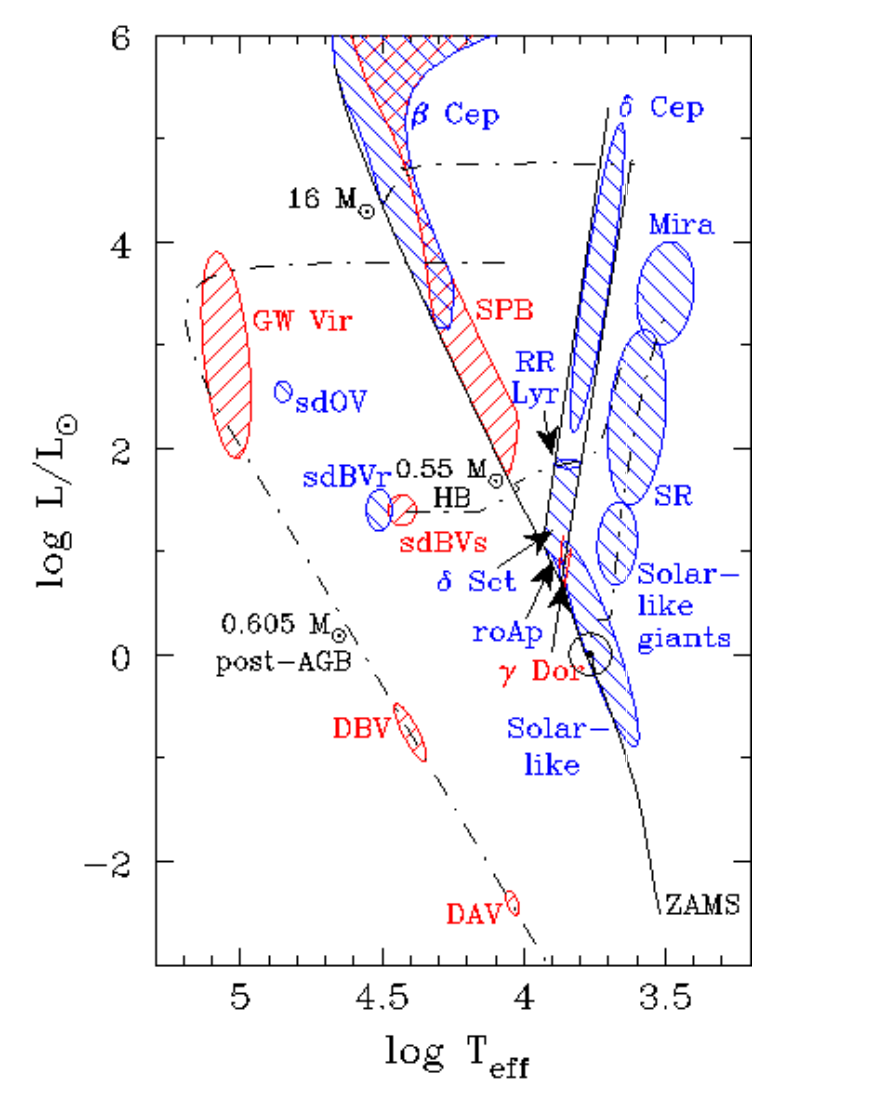 6
β Cep
δ Cep
16 M☉
Mira
4
GW Vir
SPB
RR
Lyr
sdOV
log L/L☉
2
sdBVr
0.55 M☉
HB
SR
sdBVs
δ Sct
Solar–
like
giants
roAp
0.605 M☉
post–AGB
0
γ Dor
DBV
Solar–
like
−2
DAV
ZAMS
5
4.5
4
3.5
log Teff